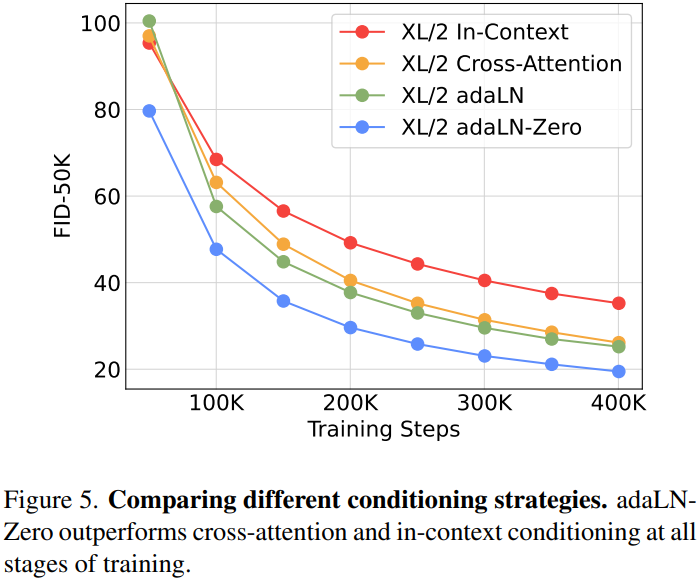 100
80
60
40
20
FID-50K
XL/2 In-Context
XL/2 Cross-Attention
XL/2 adaLN
XL/2 adaLN-Zero
100K 200K 300K 400K
Training Steps
Figure 5. Comparing different conditioning strategies. adaLN-
Zero outperforms cross-attention and in-context conditioning at all
stages of training.